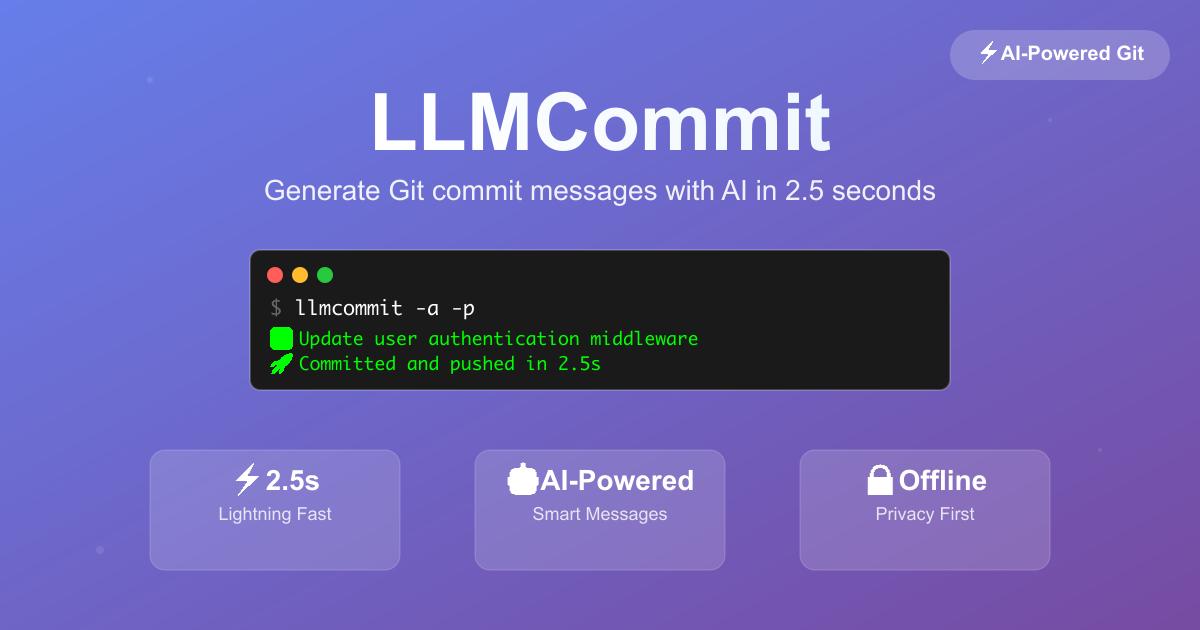 ⚡AI-Powered Git
LLMCommit
Generate Git commit messages with AI in 2.5 seconds
$ llmcommit -a -p
Update user authentication middleware
🚀 Committed and pushed in 2.5s
⚡ 2.5s
Lightning Fast
🤖AI-Powered
Smart Messages
🔒 Offline
Privacy First